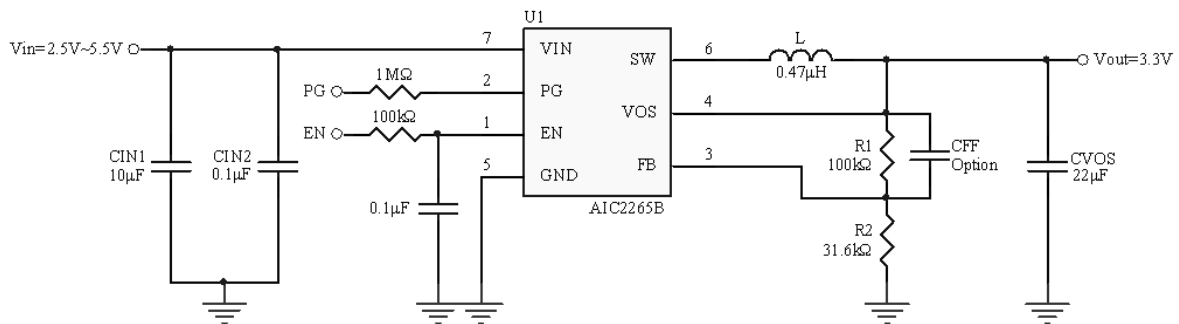 U1
Vin=2.5V~5.5V
7
VIN
SW
6
L
0.47μH
Vout=3.3V
1MΩ
PG
2
PG
VOS
4
100kΩ
EN
1
EN
R1
100kΩ
CFF
Option
CIN1
10μF
CIN2
0.1μF
5
GND
FB
3
CVOS
22μF
0.1μF
AIC2265B
R2
31.6kΩ